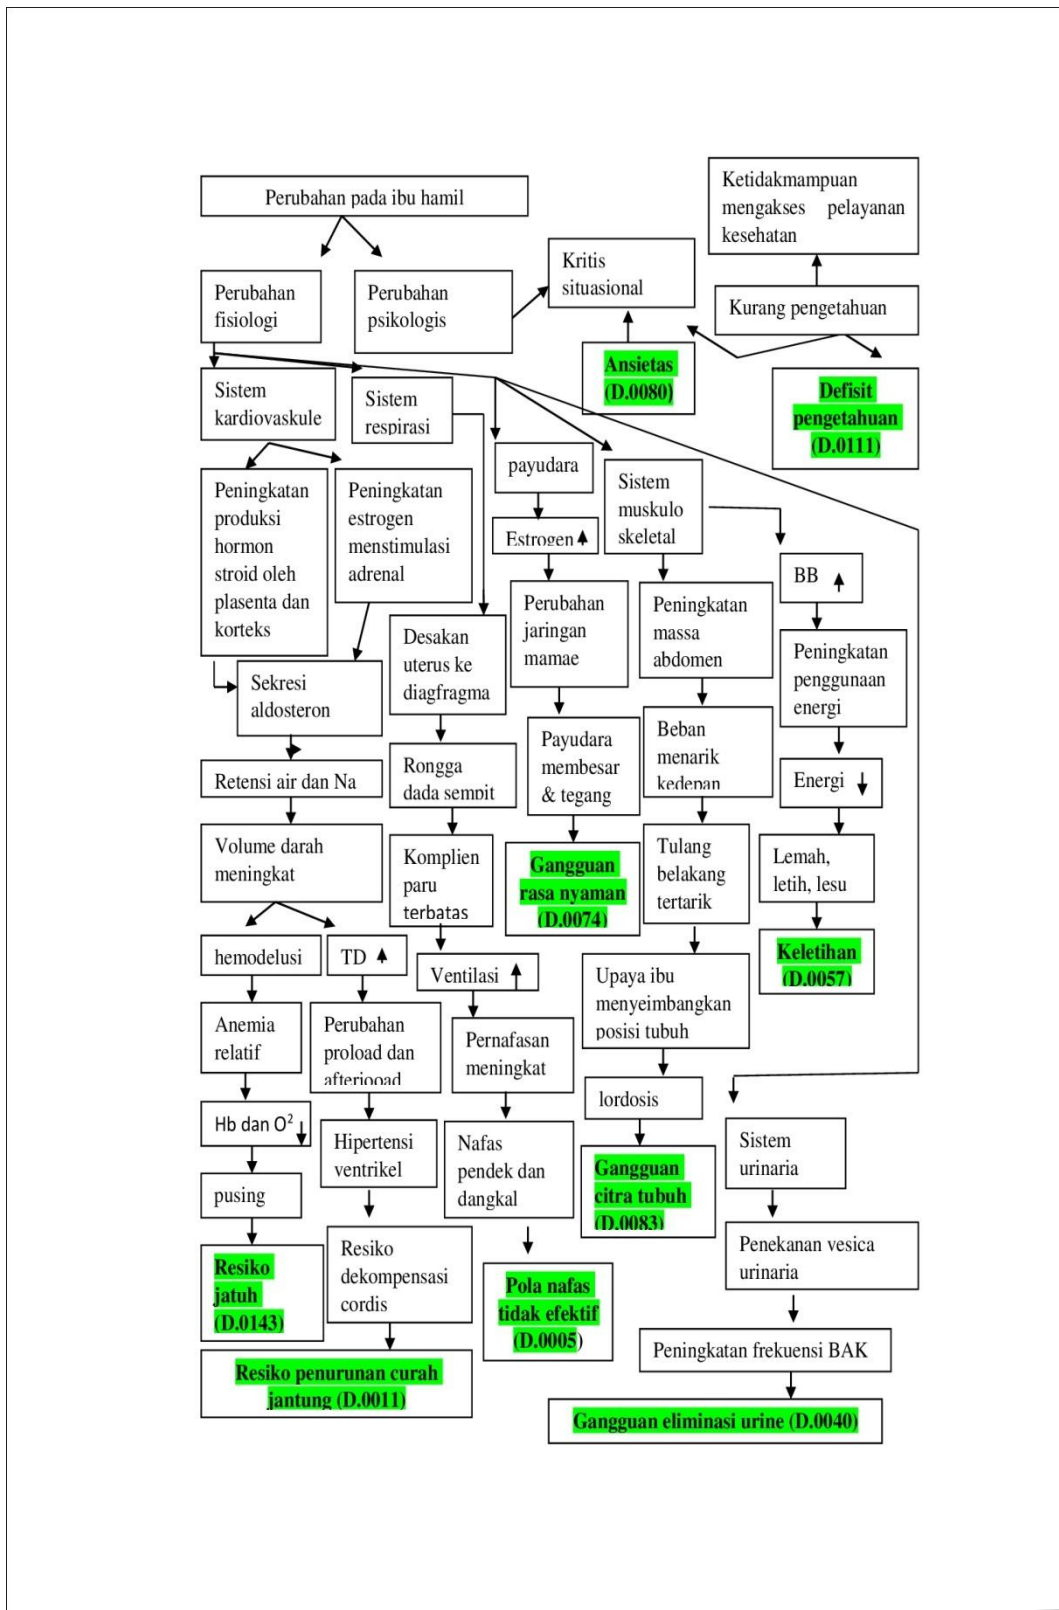 Perubahan pada ibu hamil
Ketidakmampuan
mengakses pelayanan
kesehatan
Kritis
situasional
Perubahan
fisiologi
Perubahan
psikologis
Kurang pengetahuan
Ansietas
(D.0080)
Defisit
pengetahuan
(D.0111)
Sistem
kardiovaskule
Sistem
respirasi
payudara
Sistem
muskulo
skeletal
Peningkatan
produksi
hormon
stroid oleh
plasenta dan
korteks
Peningkatan
estrogen
menstimulasi
adrenal
Estrogen
BB
Desakan
uterus ke
diagfragma
Perubahan
jaringan
mamae
Peningkatan
massa
abdomen
Peningkatan
penggunaan
energi
Sekresi
aldosteron
Payudara
membesar
& tegang
Beban
menarik
kedepan
Retensi air dan Na
Rongga
dada sempit
Energi
Volume darah
meningkat
Komplien
paru
terbatas
Gangguan
rasa nyaman
(D.0074)
Tulang
belakang
tertarik
Lemah,
letih, lesu
hemodelusi
TD
Ventilasi
Upaya ibu
menyeimbangkan
posisi tubuh
Keletihan
(D.0057)
Anemia
relatif
Perubahan
proload dan
afterjooad
Pernafasan
meningkat
lordosis
Hb dan O²
Hipertensi
ventrikel
Nafas
pendek dan
dangkal
Gangguan
citra tubuh
(D.0083)
Sistem
urinaria
pusing
Resiko
jatuh
(D.0143)
Resiko
dekompensasi
cordis
Pola nafas
tidak efektif
(D.0005)
Penekanan vesica
urinaria
Peningkatan frekuensi BAK
Resiko penurunan curah
jantung (D.0011)
Gangguan eliminasi urine (D.0040)